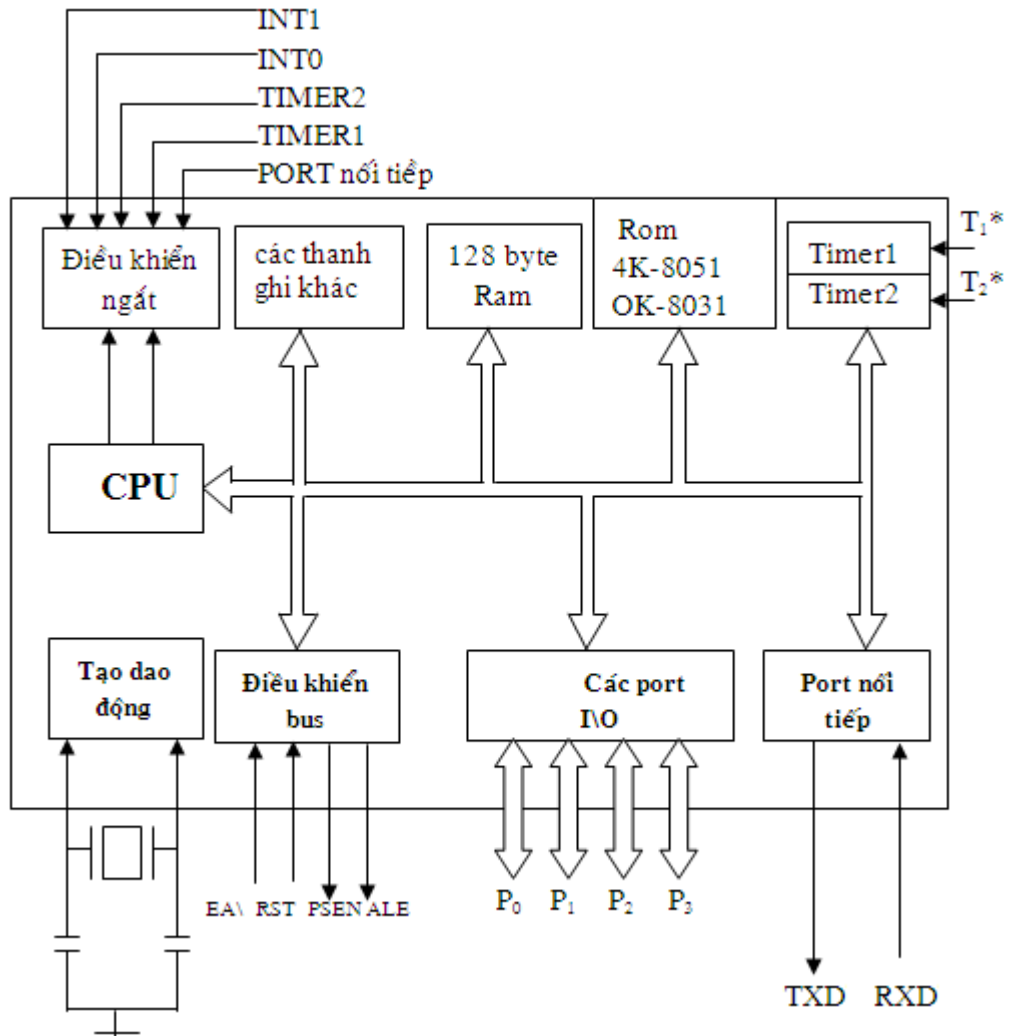 INT1
INT0
TIMER2
TIMER1
PORT nối tiếp
Điều khiển
ngắt
các thanh
ghi khác
128 byte
Ram
Rom
4K-8051
OK-8031
Timer1
Timer2
T₁*
T₂*
CPU
Tạo dao
động
Điều khiển
bus
Các port
I\O
Port nối
tiếp
EA\ RST PSEN ALE
P₀ P₁ P₂ P₃
TXD RXD